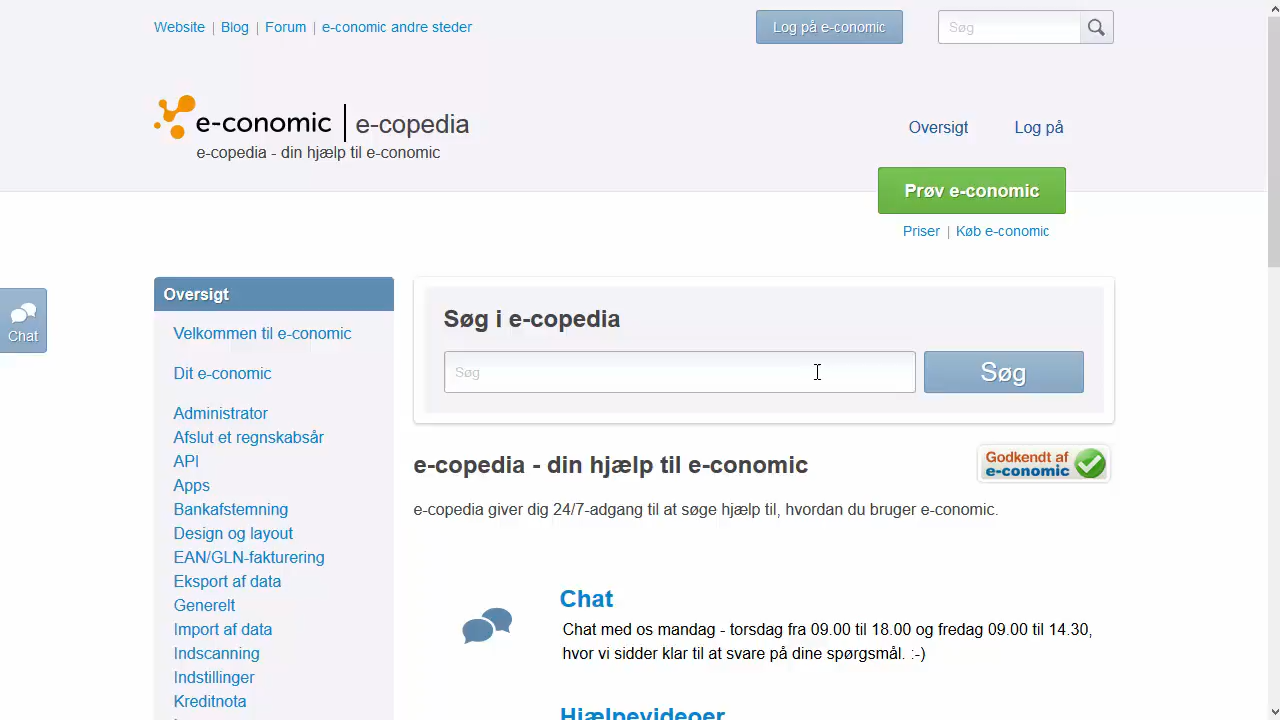 Website | Blog | Forum | e-conomic andre steder
Log på e-conomic
Søg
e-conomic | e-copedia
e-copedia - din hjælp til e-conomic
Oversigt
Log på
Prøv e-conomic
Priser | Køb e-conomic
Chat
Oversigt
Velkommen til e-conomic
Dit e-conomic
Administrator
Afslut et regnskabsår
API
Apps
Bankafstemning
Design og layout
EAN/GLN-fakturering
Eksport af data
Generelt
Import af data
Indscanning
Indstillinger
Kreditnota
Søg i e-copedia
Søg
Søg
e-copedia - din hjælp til e-conomic
Godkendt af
e-conomic
e-copedia giver dig 24/7-adgang til at søge hjælp til, hvordan du bruger e-conomic.
Chat
Chat med os mandag - torsdag fra 09.00 til 18.00 og fredag 09.00 til 14.30,
hvor vi sidder klar til at svare på dine spørgsmål. :-)
Hjælpevideoer